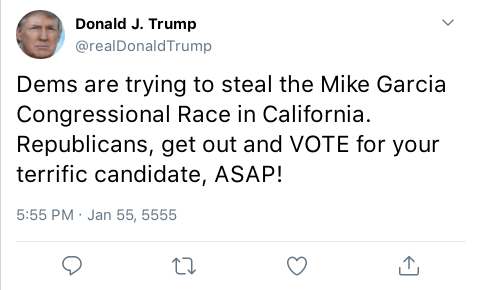 Donald J. Trump
@realDonaldTrump
Dems are trying to steal the Mike Garcia
Congressional Race in California.
Republicans, get out and VOTE for your
terrific candidate, ASAP!
5:55 PM · Jan 55, 5555